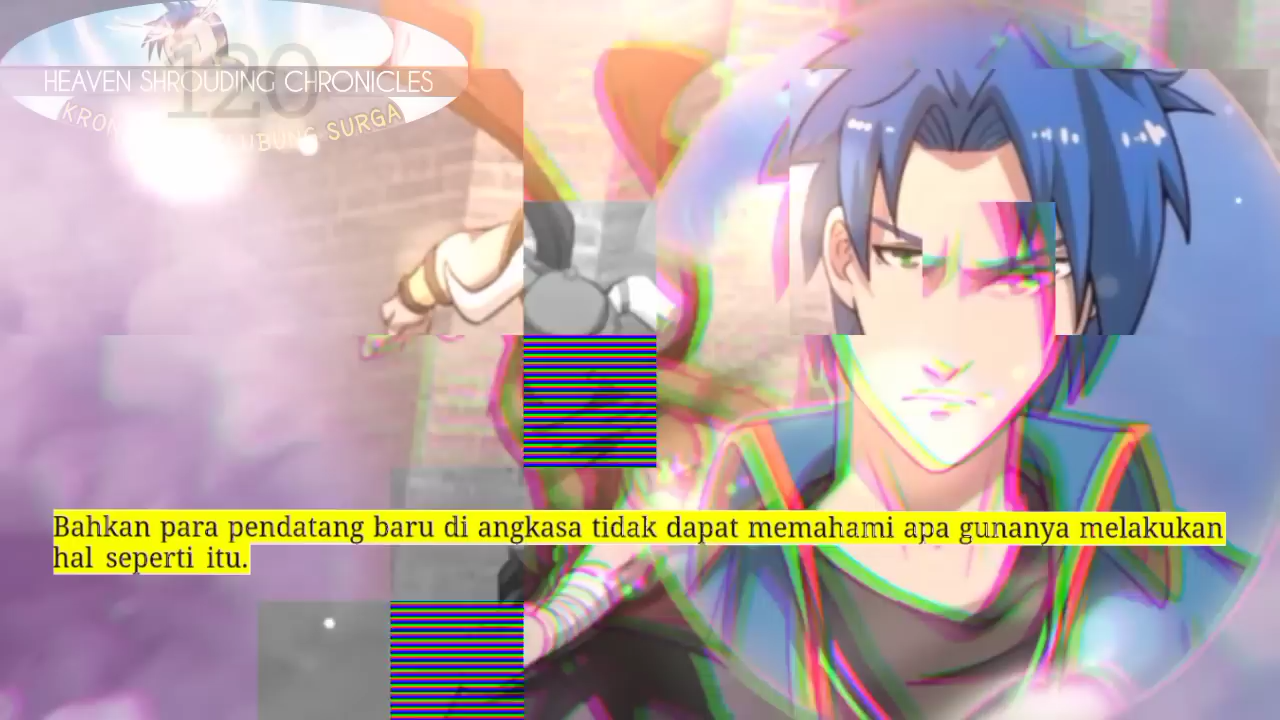 120
HEAVEN SHROUDING CHRONICLES
SURGA
Bahkan para pendatang baru di angkasa tidak dapat memahami apa gunanya melakukan
hal seperti itu.